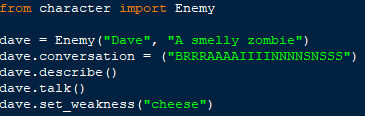 from character import Enemy
dave = Enemy("Dave", "A smelly zombie")
dave.conversation = ("BRRRAAAAIIIINNNNSNSSS")
dave.describe()
dave.talk()
dave.set_weakness("cheese")